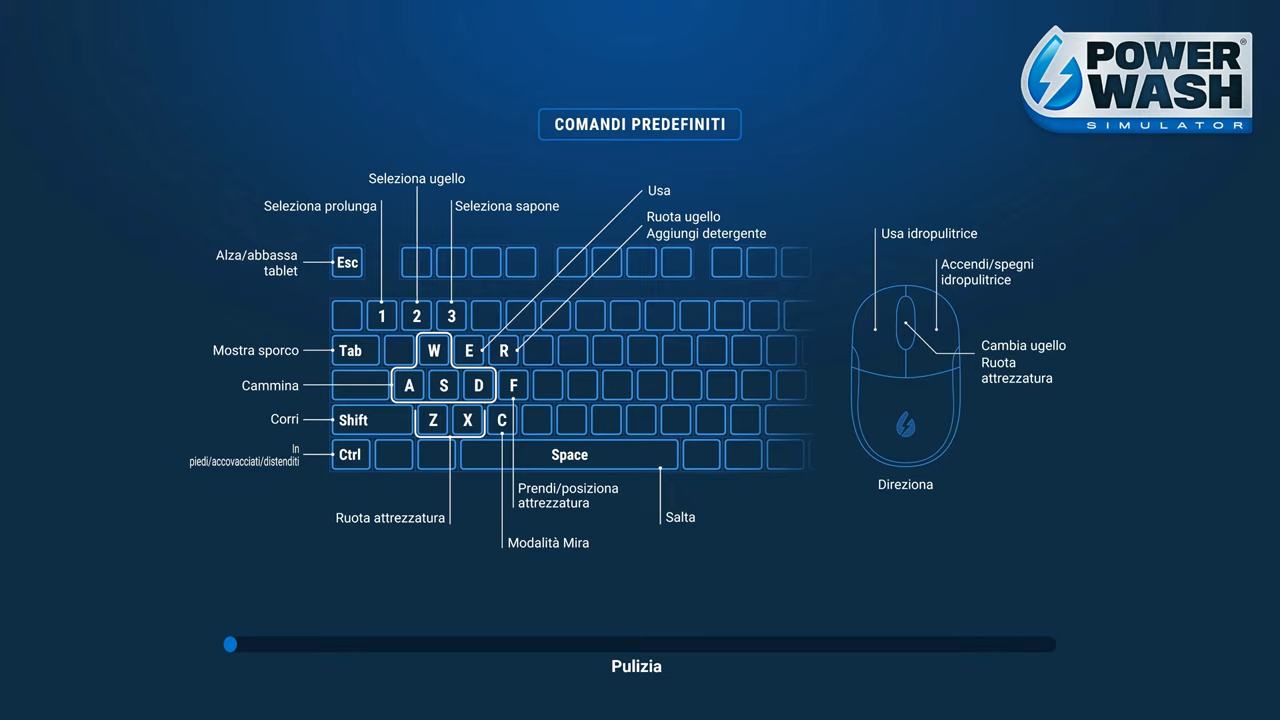 POWER
WASH
SIMULATOR
COMANDI PREDEFINITI
Seleziona ugello
Seleziona prolunga
Seleziona sapone
Usa
Ruota ugello
Aggiungi detergente
Alza/abbassa
tablet
Esc
1 2 3
Mostra sporco
Tab W E R
Cammina
A S D F
Corri
Shift Z X C
In
piedi/accovacciati/distenditi
Ctrl Space
Prendi/posiziona
attrezzatura
Ruota attrezzatura
Salta
Modalità Mira
Usa idropulitrice
Accendi/spegni
idropulitrice
Cambia ugello
Ruota
attrezzatura
Direziona
Pulizia